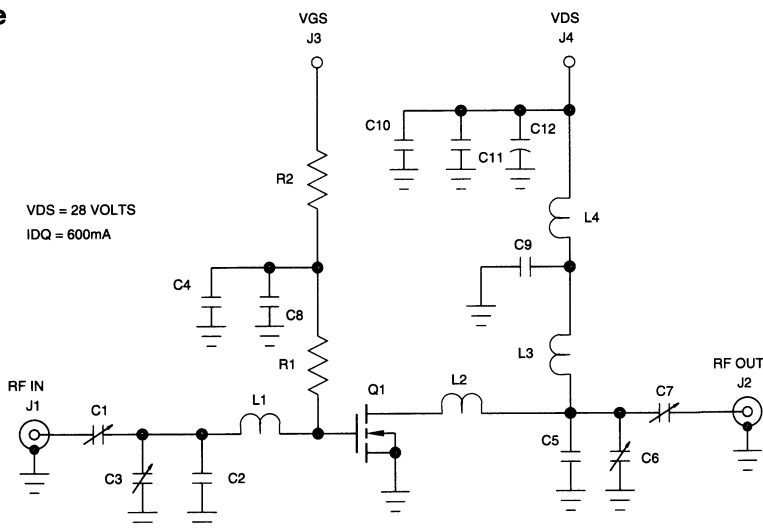 e
VGS
J3
VDS
J4
C10
C12
C11
R2
L4
VDS = 28 VOLTS
IDQ = 600mA
C9
C4
C8
R1
L3
RF IN
J1
C1
L1
Q1
L2
C7
RF OUT
J2
C3
C2
C5
C6